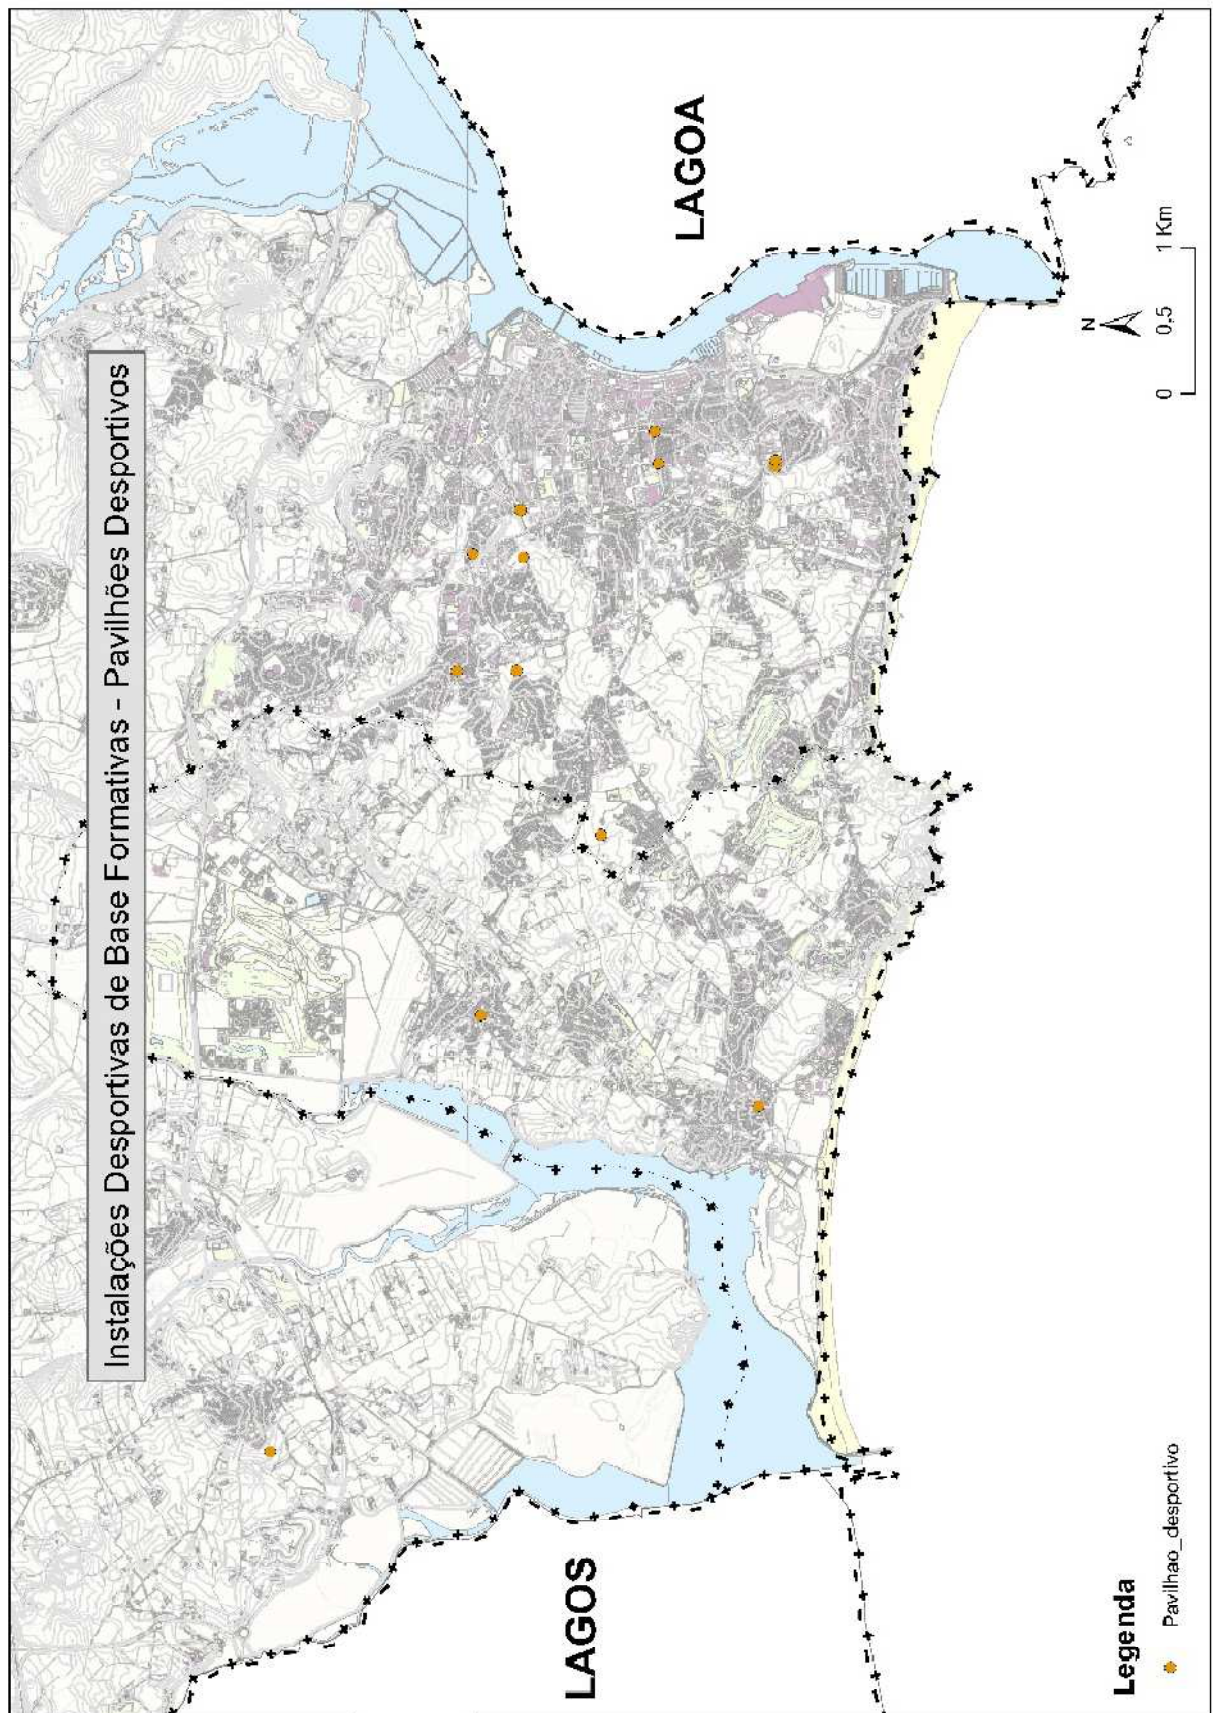 Instalações Desportivas de Base Formativas - Pavilhões Desportivos
LAGOA
LAGOS
N
0 0.5 1 Km
Legenda
Pavilhao_desportivo